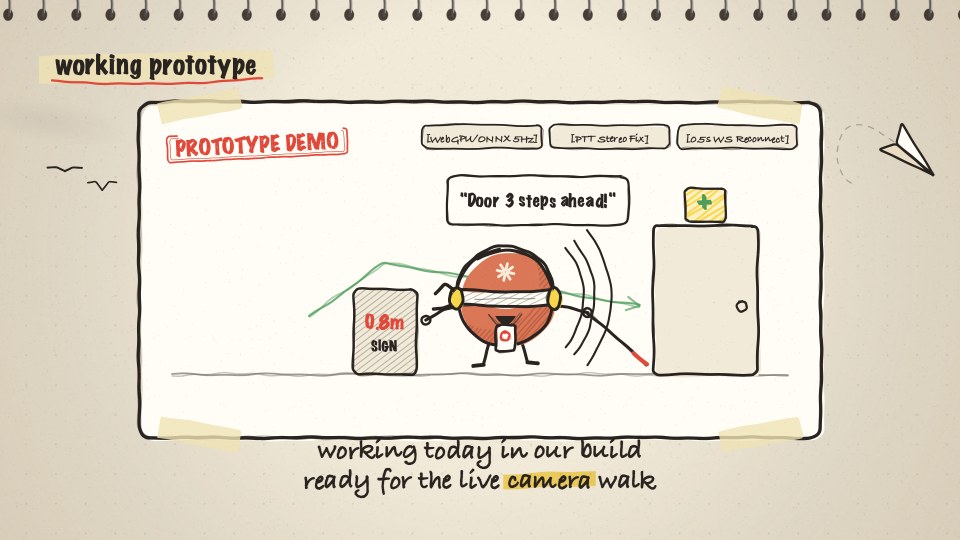 working prototype
PROTOTYPE DEMO
[WebGPU/ONNX 5Hz] [PTT Stereo Fix] [0.5s WS Reconnect]
"Door 3 steps ahead!"
0.8m
SIGN
working today in our build
ready for the live camera walk